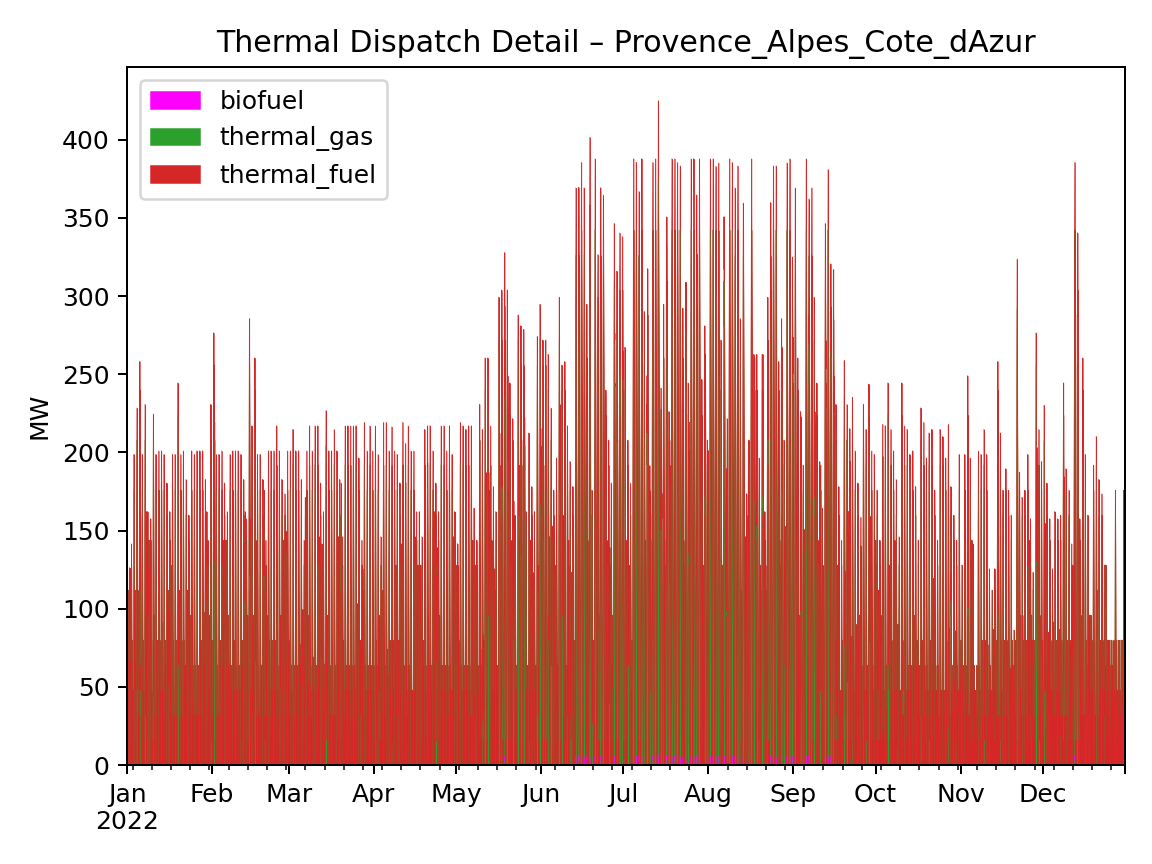 Thermal Dispatch Detail – Provence_Alpes_Cote_dAzur
biofuel
thermal_gas
thermal_fuel
MW
400
350
300
250
200
150
100
50
0
Jan Feb Mar Apr May Jun Jul Aug Sep Oct Nov Dec
2022